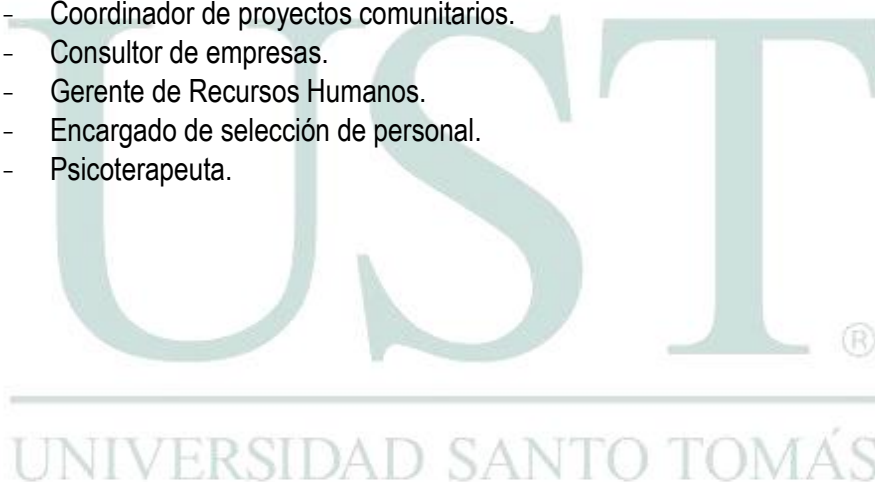 - Coordinador de proyectos comunitarios.
- Consultor de empresas.
- Gerente de Recursos Humanos.
- Encargado de selección de personal.
- Psicoterapeuta.
UST
®
UNIVERSIDAD SANTO TOMÁS